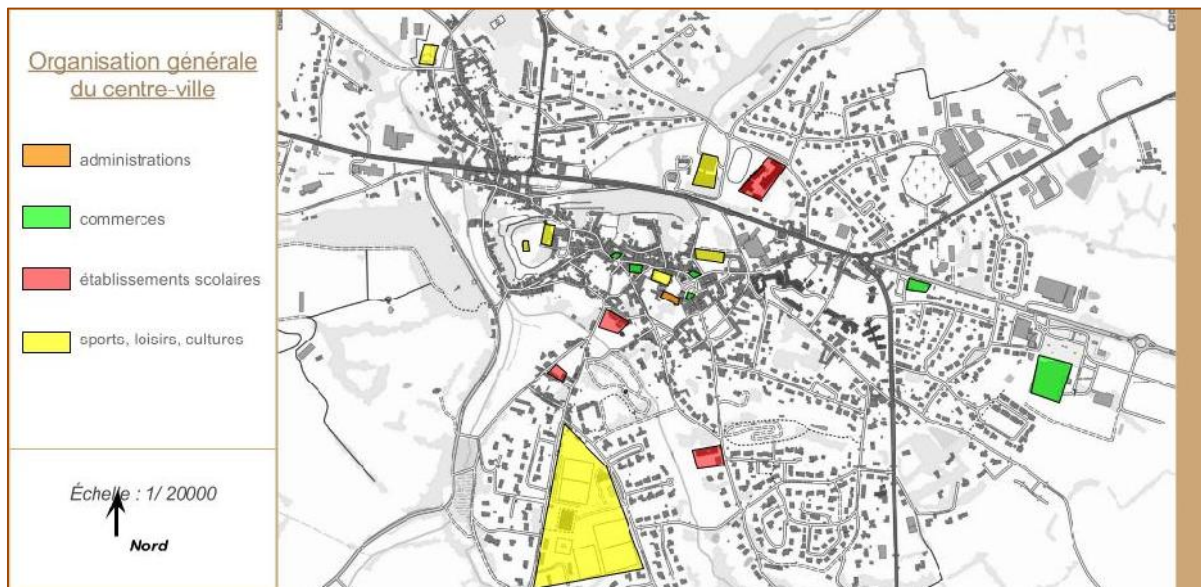 Organisation générale
du centre-ville
administrations
commerces
établissements scolaires
sports, loisirs, cultures
Échelle : 1/ 20000
Nord